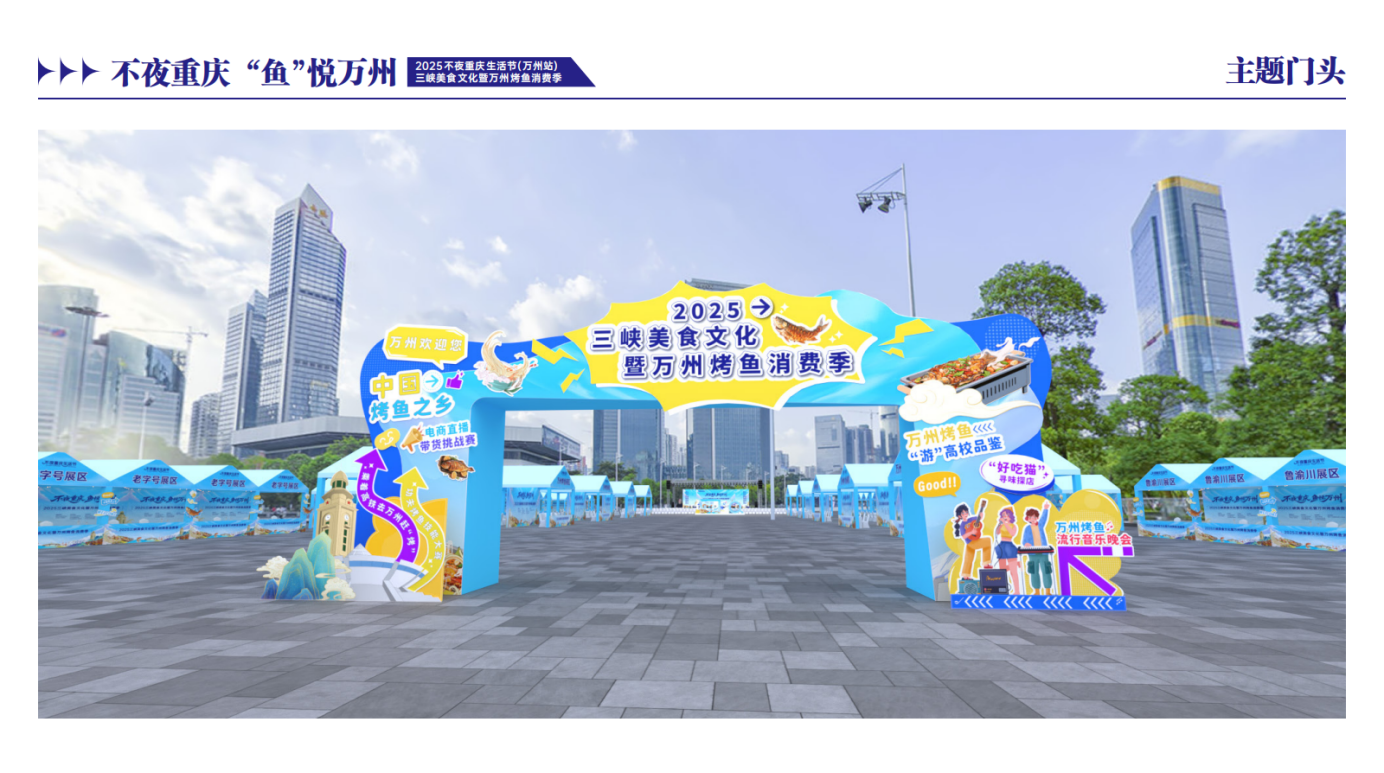 不夜重庆 “鱼”悦万州
2025不夜重庆生活节(万州站)
三峡美食文化暨万州烤鱼消费季
主题门头
2025
三峡美食文化
暨万州烤鱼消费季
万州欢迎您
中国
烤鱼之乡
电商直播
带货挑战赛
万州烤鱼
“游”高校品鉴
“好吃猫”
寻味探店
Good!!
万州烤鱼
流行音乐晚会
字号展区
老字号展区
老字号展区
老字号展区
鲁渝川展区
鲁渝川展区
鲁渝川展区